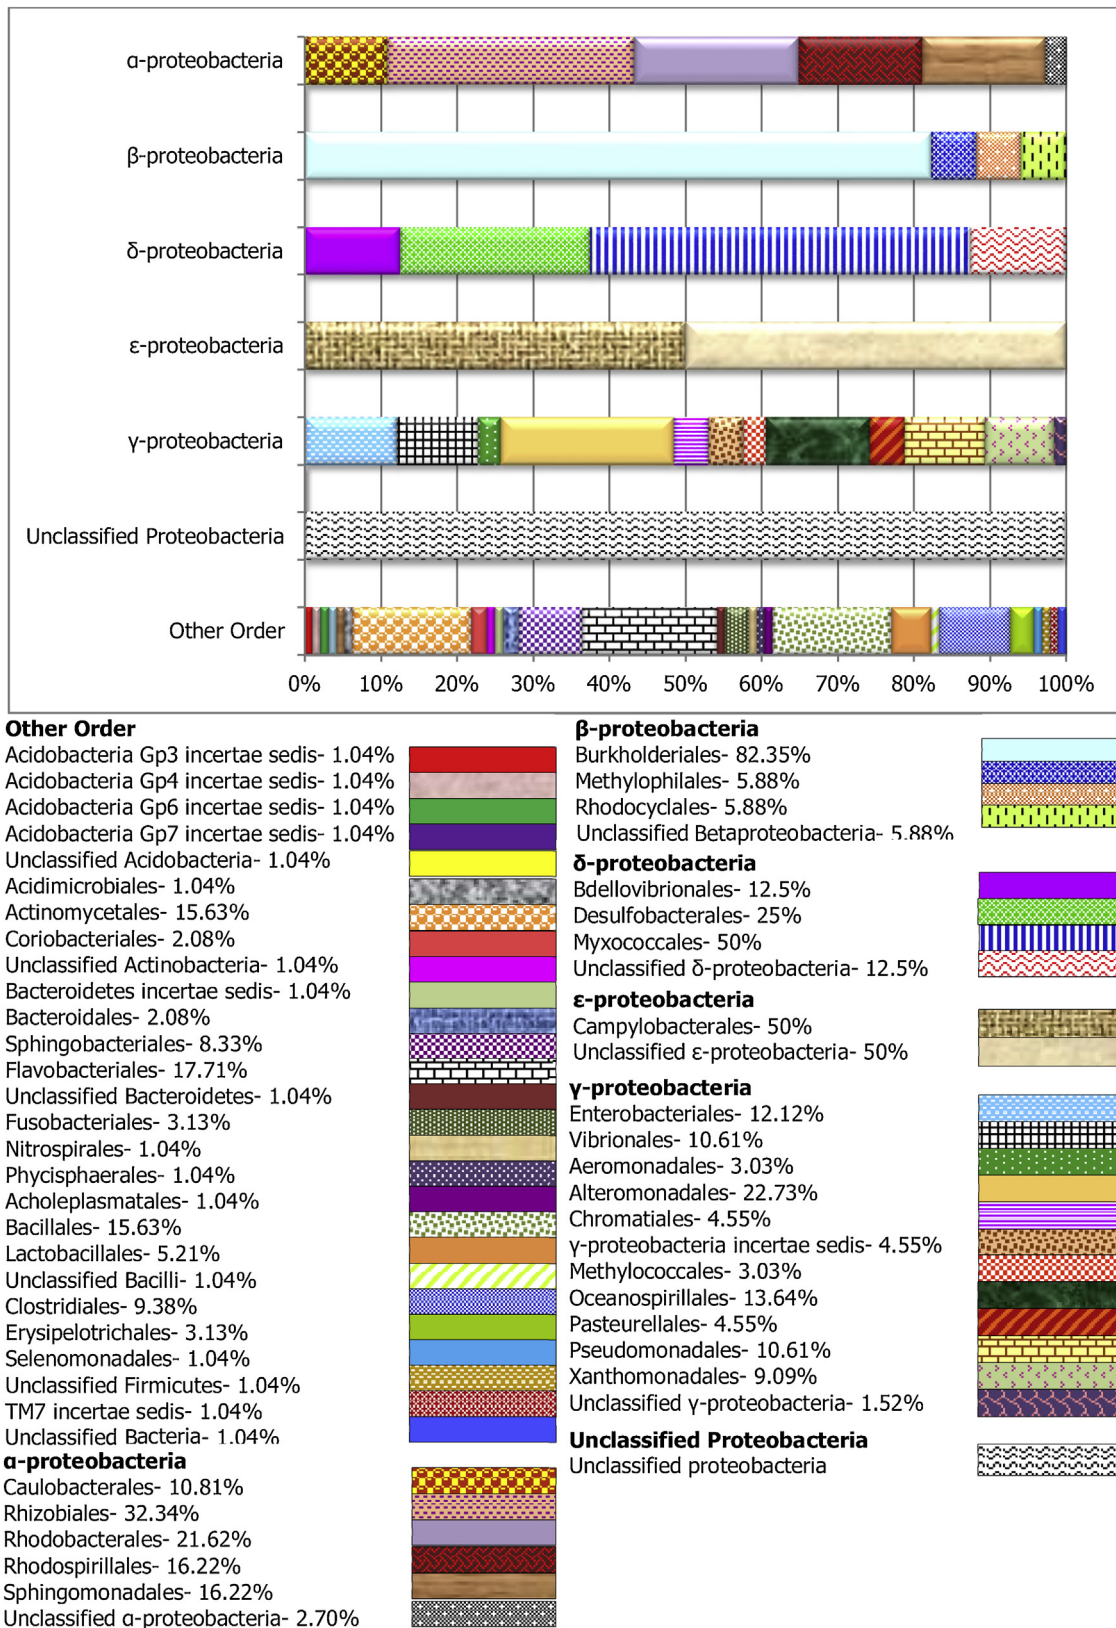 α-proteobacteria
β-proteobacteria
δ-proteobacteria
ε-proteobacteria
γ-proteobacteria
Unclassified Proteobacteria
Other Order
0% 10% 20% 30% 40% 50% 60% 70% 80% 90% 100%
Other Order
Acidobacteria Gp3 incertae sedis- 1.04%
Acidobacteria Gp4 incertae sedis- 1.04%
Acidobacteria Gp6 incertae sedis- 1.04%
Acidobacteria Gp7 incertae sedis- 1.04%
Unclassified Acidobacteria- 1.04%
Acidimicrobiales- 1.04%
Actinomycetales- 15.63%
Coriobacteriales- 2.08%
Unclassified Actinobacteria- 1.04%
Bacteroidetes incertae sedis- 1.04%
Bacteroidales- 2.08%
Sphingobacteriales- 8.33%
Flavobacteriales- 17.71%
Unclassified Bacteroidetes- 1.04%
Fusobacteriales- 3.13%
Nitrospirales- 1.04%
Phycisphaerales- 1.04%
Acholeplasmatales- 1.04%
Bacillales- 15.63%
Lactobacillales- 5.21%
Unclassified Bacilli- 1.04%
Clostridiales- 9.38%
Erysipelotrichales- 3.13%
Selenomonadales- 1.04%
Unclassified Firmicutes- 1.04%
TM7 incertae sedis- 1.04%
Unclassified Bacteria- 1.04%
α-proteobacteria
Caulobacterales- 10.81%
Rhizobiales- 32.34%
Rhodobacterales- 21.62%
Rhodospirillales- 16.22%
Sphingomonadales- 16.22%
Unclassified α-proteobacteria- 2.70%
β-proteobacteria
Burkholderiales- 82.35%
Methylophilales- 5.88%
Rhodocyclales- 5.88%
Unclassified Betaproteobacteria- 5.88%
δ-proteobacteria
Bdellovibrionales- 12.5%
Desulfobacterales- 25%
Myxococcales- 50%
Unclassified δ-proteobacteria- 12.5%
ε-proteobacteria
Campylobacterales- 50%
Unclassified ε-proteobacteria- 50%
γ-proteobacteria
Enterobacteriales- 12.12%
Vibrionales- 10.61%
Aeromonadales- 3.03%
Alteromonadales- 22.73%
Chromatiales- 4.55%
γ-proteobacteria incertae sedis- 4.55%
Methylococcales- 3.03%
Oceanospirillales- 13.64%
Pasteurellales- 4.55%
Pseudomonadales- 10.61%
Xanthomonadales- 9.09%
Unclassified γ-proteobacteria- 1.52%
Unclassified Proteobacteria
Unclassified proteobacteria